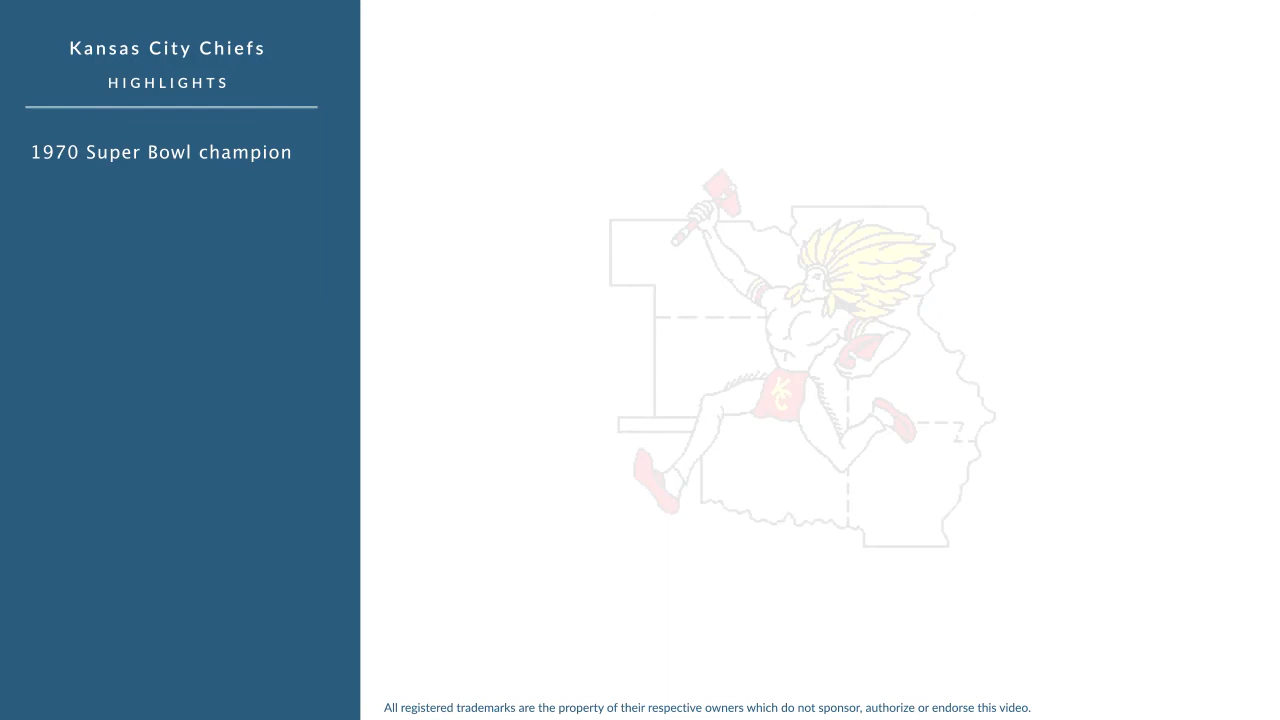 Kansas City Chiefs
HIGHLIGHTS
1970 Super Bowl champion
KC
All registered trademarks are the property of their respective owners which do not sponsor, authorize or endorse this video.